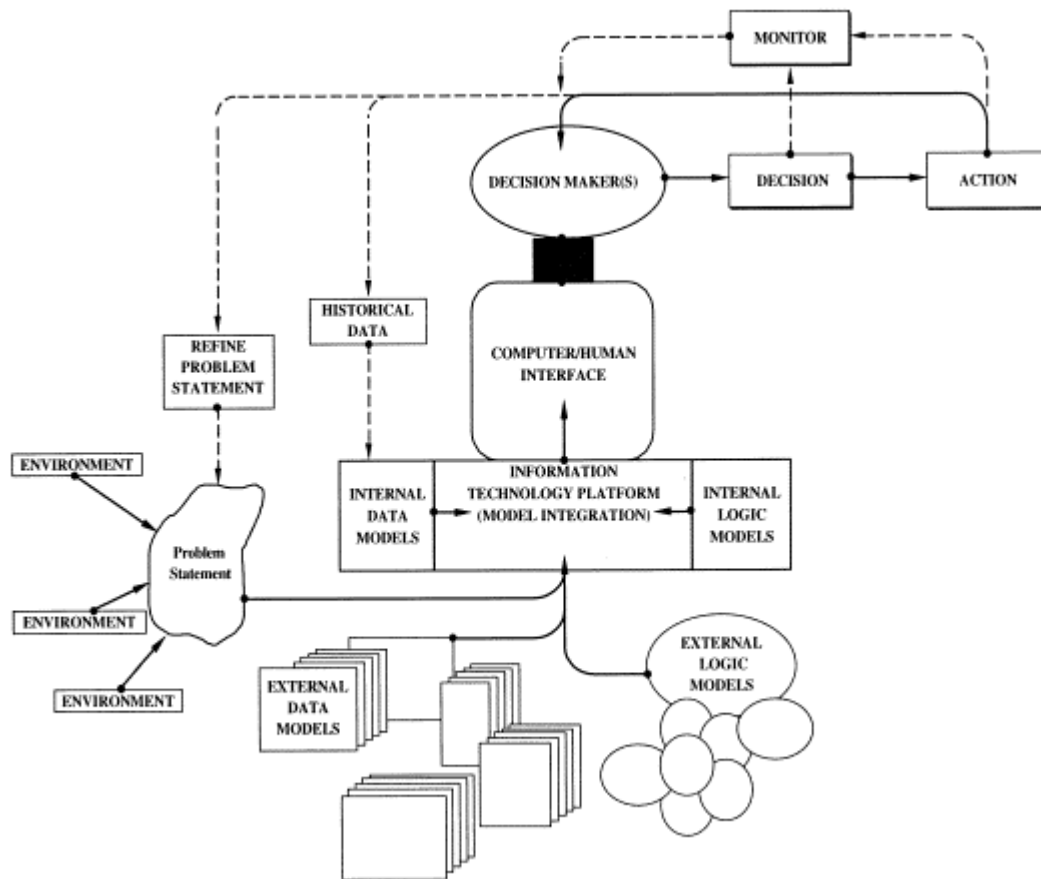 MONITOR
DECISION MAKER(S)
DECISION
ACTION
HISTORICAL
DATA
REFINE
PROBLEM
STATEMENT
COMPUTER/HUMAN
INTERFACE
ENVIRONMENT
INTERNAL
DATA
MODELS
INFORMATION
TECHNOLOGY PLATFORM
(MODEL INTEGRATION)
INTERNAL
LOGIC
MODELS
Problem
Statement
ENVIRONMENT
ENVIRONMENT
EXTERNAL
DATA
MODELS
EXTERNAL
LOGIC
MODELS